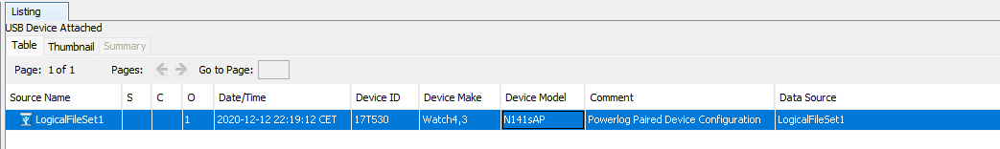 Listing
USB Device Attached
Table Thumbnail Summary
Page: 1 of 1 Pages: Go to Page:
Source Name S C O Date/Time Device ID Device Make Device Model Comment Data Source
LogicalFileSet1 1 2020-12-12 22:19:12 CET 17T530 Watch4,3 N141sAP Powerlog Paired Device Configuration LogicalFileSet1